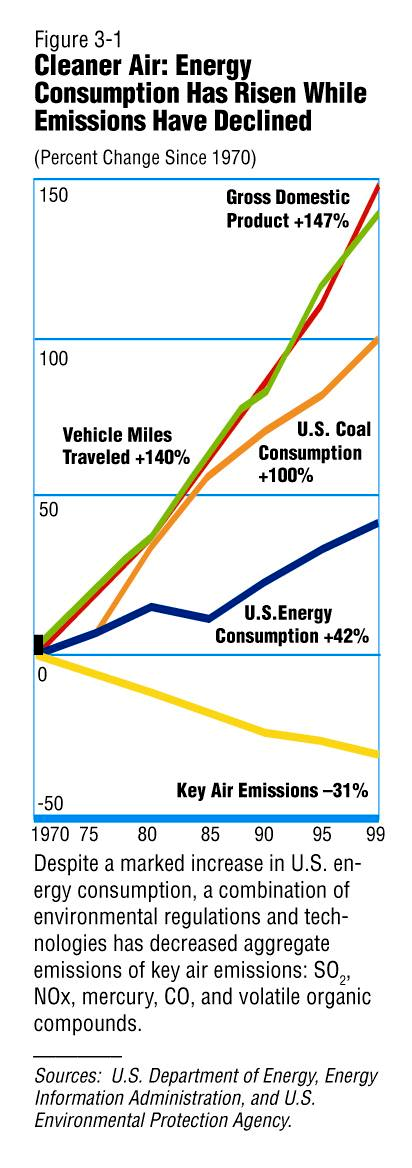 Figure 3-1
Cleaner Air: Energy
Consumption Has Risen While
Emissions Have Declined
(Percent Change Since 1970)
150
Gross Domestic
Product +147%
100
Vehicle Miles
Traveled +140%
U.S. Coal
Consumption
+100%
50
U.S.Energy
Consumption +42%
0
Key Air Emissions –31%
-50
1970 75 80 85 90 95 99
Despite a marked increase in U.S. en-
ergy consumption, a combination of
environmental regulations and tech-
nologies has decreased aggregate
emissions of key air emissions: SO₂,
NOx, mercury, CO, and volatile organic
compounds.
Sources: U.S. Department of Energy, Energy
Information Administration, and U.S.
Environmental Protection Agency.